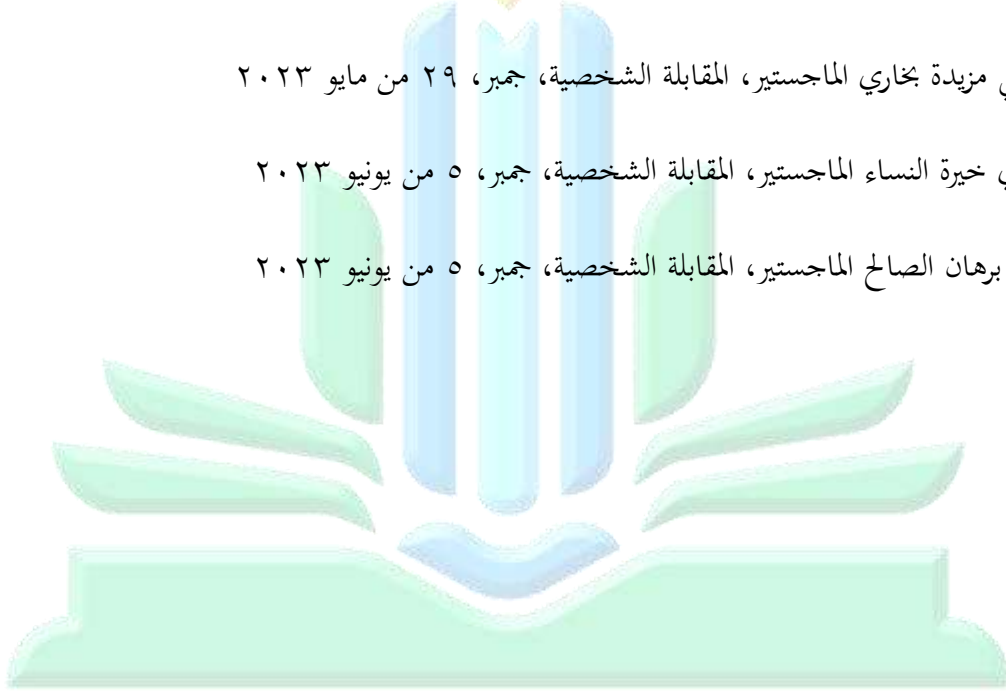 مزيدة بخاري الماجستير، المقابلة الشخصية، جمبر، ٢٩ من مايو ٢٠٢٣
خيرة النساء الماجستير، المقابلة الشخصية، جمبر، ٥ من يونيو ٢٠٢٣
برهان الصالح الماجستير، المقابلة الشخصية، جمبر، ٥ من يونيو ٢٠٢٣